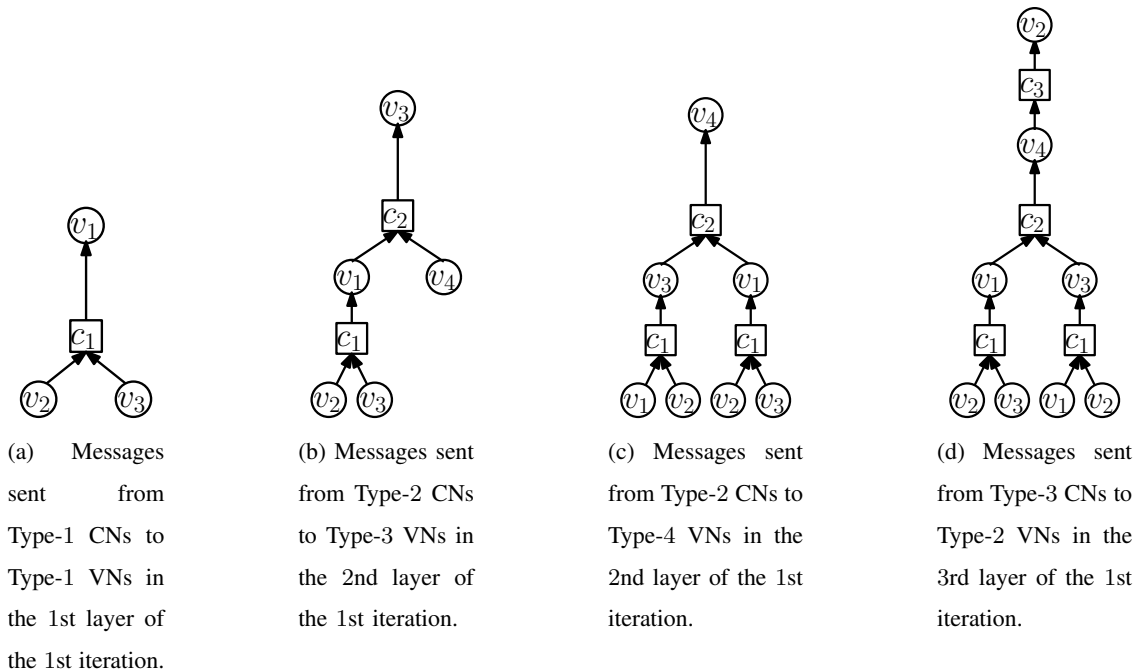 v2
c3
v3
v4
v4
v1
c2
c2
c2
v1
v4
v3
v1
v1
v3
c1
c1
c1
c1
c1
c1
v2
v3
v2
v3
v1
v2
v2
v3
v2
v3
v1
v2
(a) Messages
sent from
Type-1 CNs to
Type-1 VNs in
the 1st layer of
the 1st iteration.
(b) Messages sent
from Type-2 CNs
to Type-3 VNs in
the 2nd layer of
the 1st iteration.
(c) Messages sent
from Type-2 CNs to
Type-4 VNs in the
2nd layer of the 1st
iteration.
(d) Messages sent
from Type-3 CNs to
Type-2 VNs in the
3rd layer of the 1st
iteration.